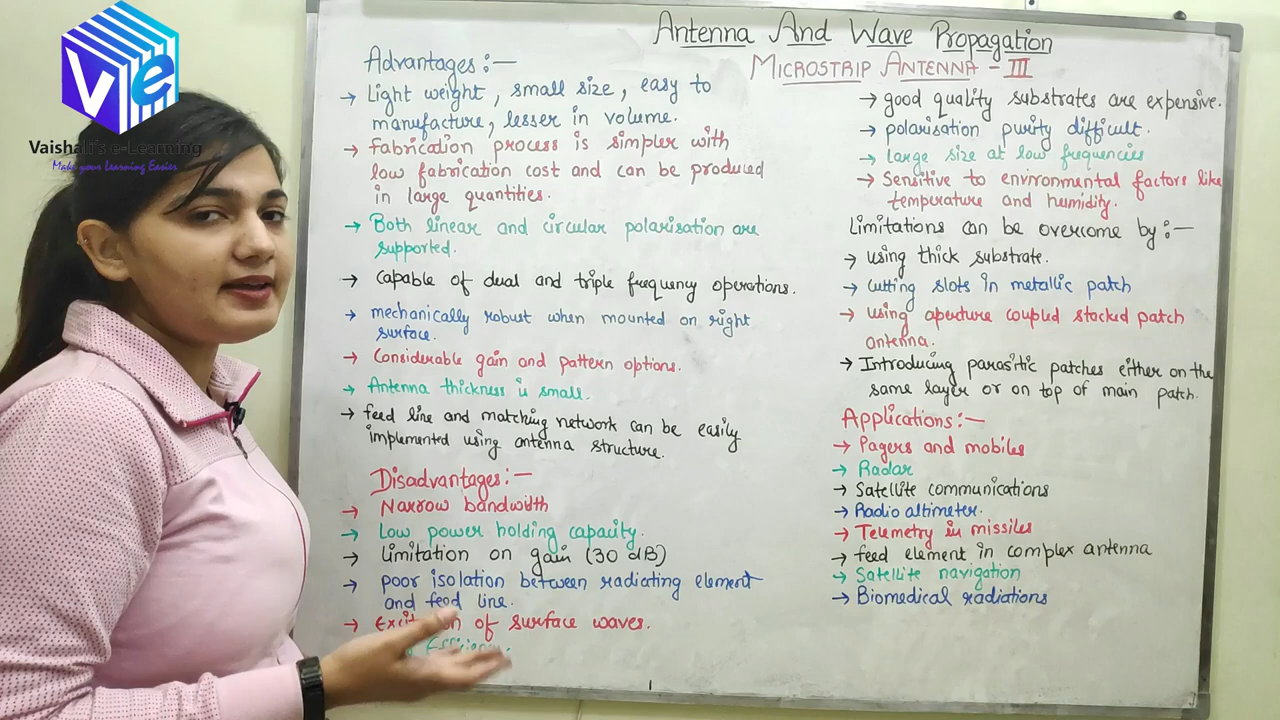 Ve
Vaishali's e-Learning
Make your Learning Easier
Antenna And Wave Propagation
MICROSTRIP ANTENNA - III
Advantages :-
→ Light weight, small size, easy to
manufacture, lesser in volume.
→ fabrication process is simpler with
low fabrication cost and can be produced
in large quantities.
→ Both linear and circular polarisation are
supported.
→ capable of dual and triple frequency operations.
→ mechanically robust when mounted on right
surface.
→ Considerable gain and pattern options.
→ Antenna thickness is small.
→ feed line and matching network can be easily
implemented using antenna structure.
Disadvantages :-
→ Narrow bandwidth
→ Low power holding capacity.
→ Limitation on gain (30 dB)
→ poor isolation between radiating element
and feed line.
→ of surface waves.
→ good quality substrates are expensive.
→ polarisation purity difficult.
→ large size at low frequencies
→ Sensitive to environmental factors like
temperature and humidity.
Limitations can be overcome by :-
→ using thick substrate.
→ Cutting slots in metallic patch
→ using aperture coupled stacked patch
antenna.
→ Introducing parasitic patches either on the
same layer or on top of main patch.
Applications :-
→ Pagers and mobiles
→ Radar
→ Satellite communications
→ Radio altimeter.
→ Telemetry in missiles
→ feed element in complex antenna
→ Satellite navigation
→ Biomedical radiations